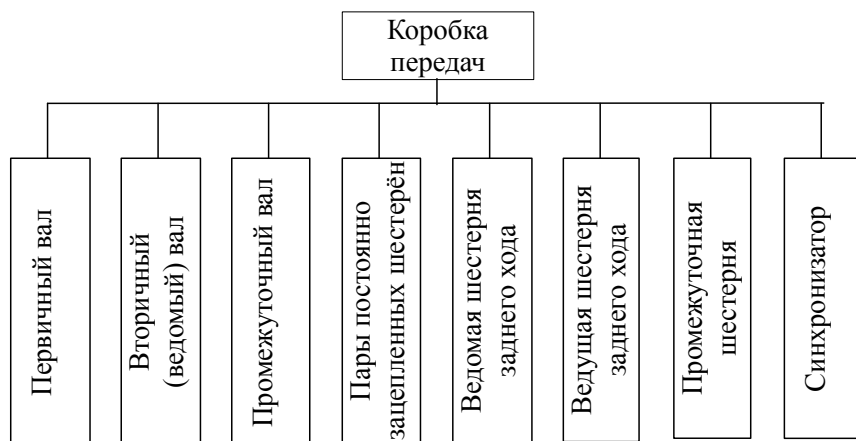 Коробка
передач
Первичный вал
Вторичный
(ведомый) вал
Промежуточный вал
Пары постоянно
зацепленных шестерён
Ведомая шестерня
заднего хода
Ведущая шестерня
заднего хода
Промежуточная
шестерня
Синхронизатор